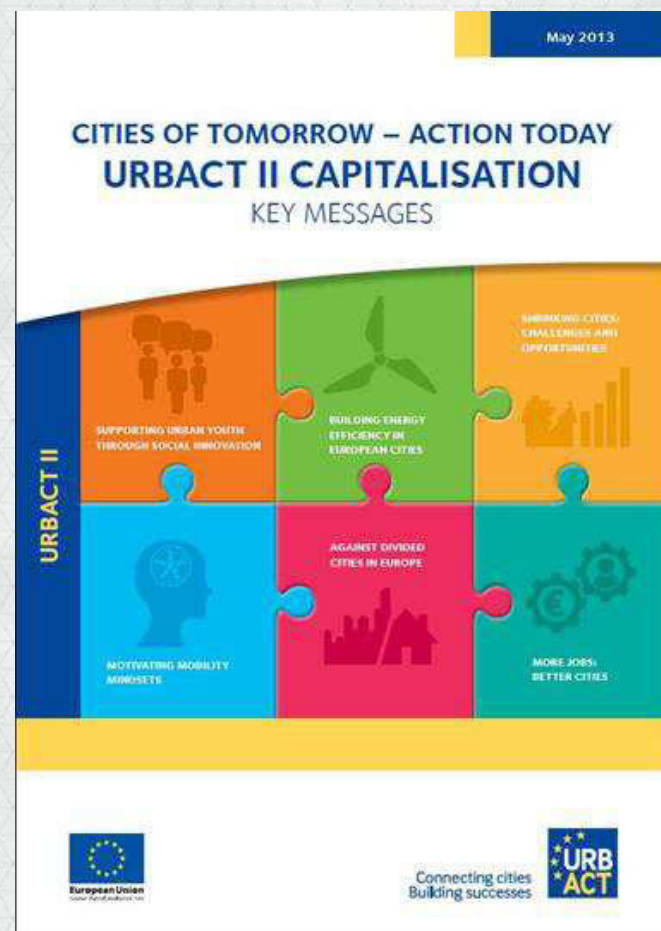 May 2013
CITIES OF TOMORROW – ACTION TODAY
URBACT II CAPITALISATION
KEY MESSAGES
URBACT II
SUPPORTING URBAN YOUTH
THROUGH SOCIAL INNOVATION
BUILDING ENERGY
EFFICIENCY IN
EUROPEAN CITIES
SHRINKING CITIES:
CHALLENGES AND
OPPORTUNITIES
MOTIVATING MOBILITY
MINDSETS
AGAINST DIVIDED
CITIES IN EUROPE
€
MORE JOBS:
BETTER CITIES
European Union
Connecting cities
Building successes
URB
ACT